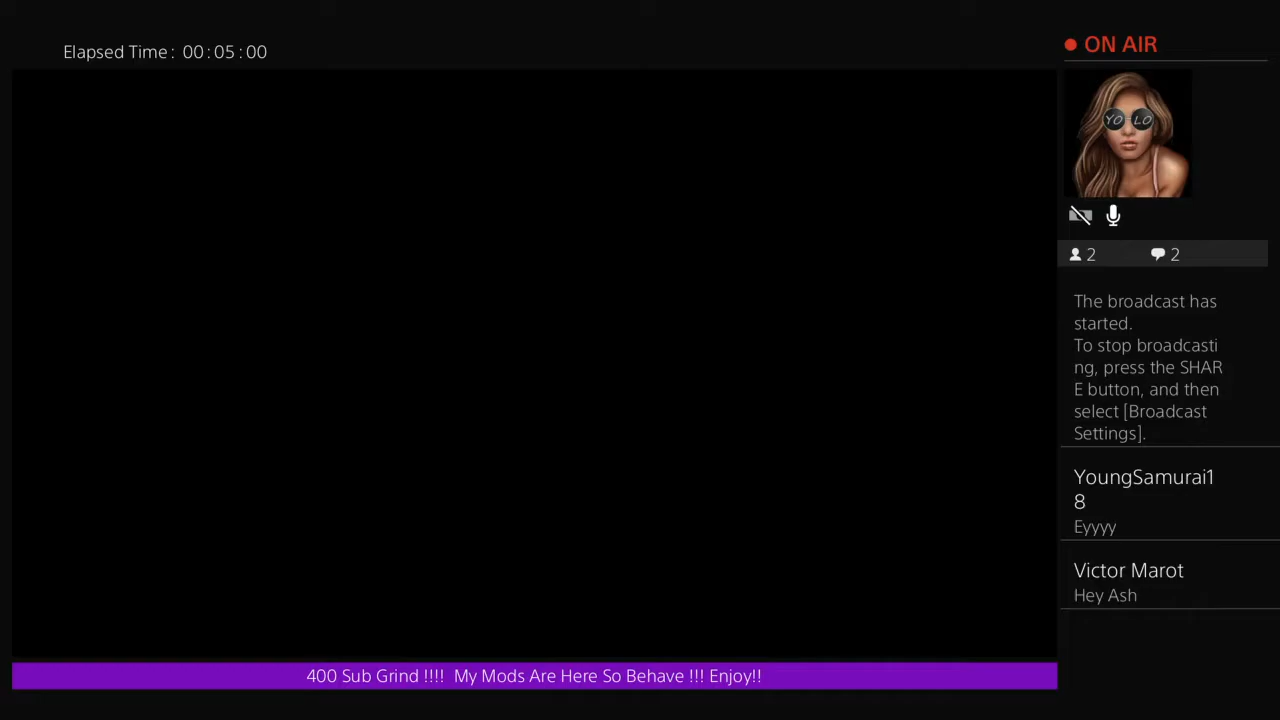 Elapsed Time: 00:05:00
ON AIR
YO LO
2
2
The broadcast has
started.
To stop broadcasti
ng, press the SHAR
E button, and then
select [Broadcast
Settings].
YoungSamurai1
8
Eyyyy
Victor Marot
Hey Ash
400 Sub Grind !!!! My Mods Are Here So Behave !!! Enjoy!!